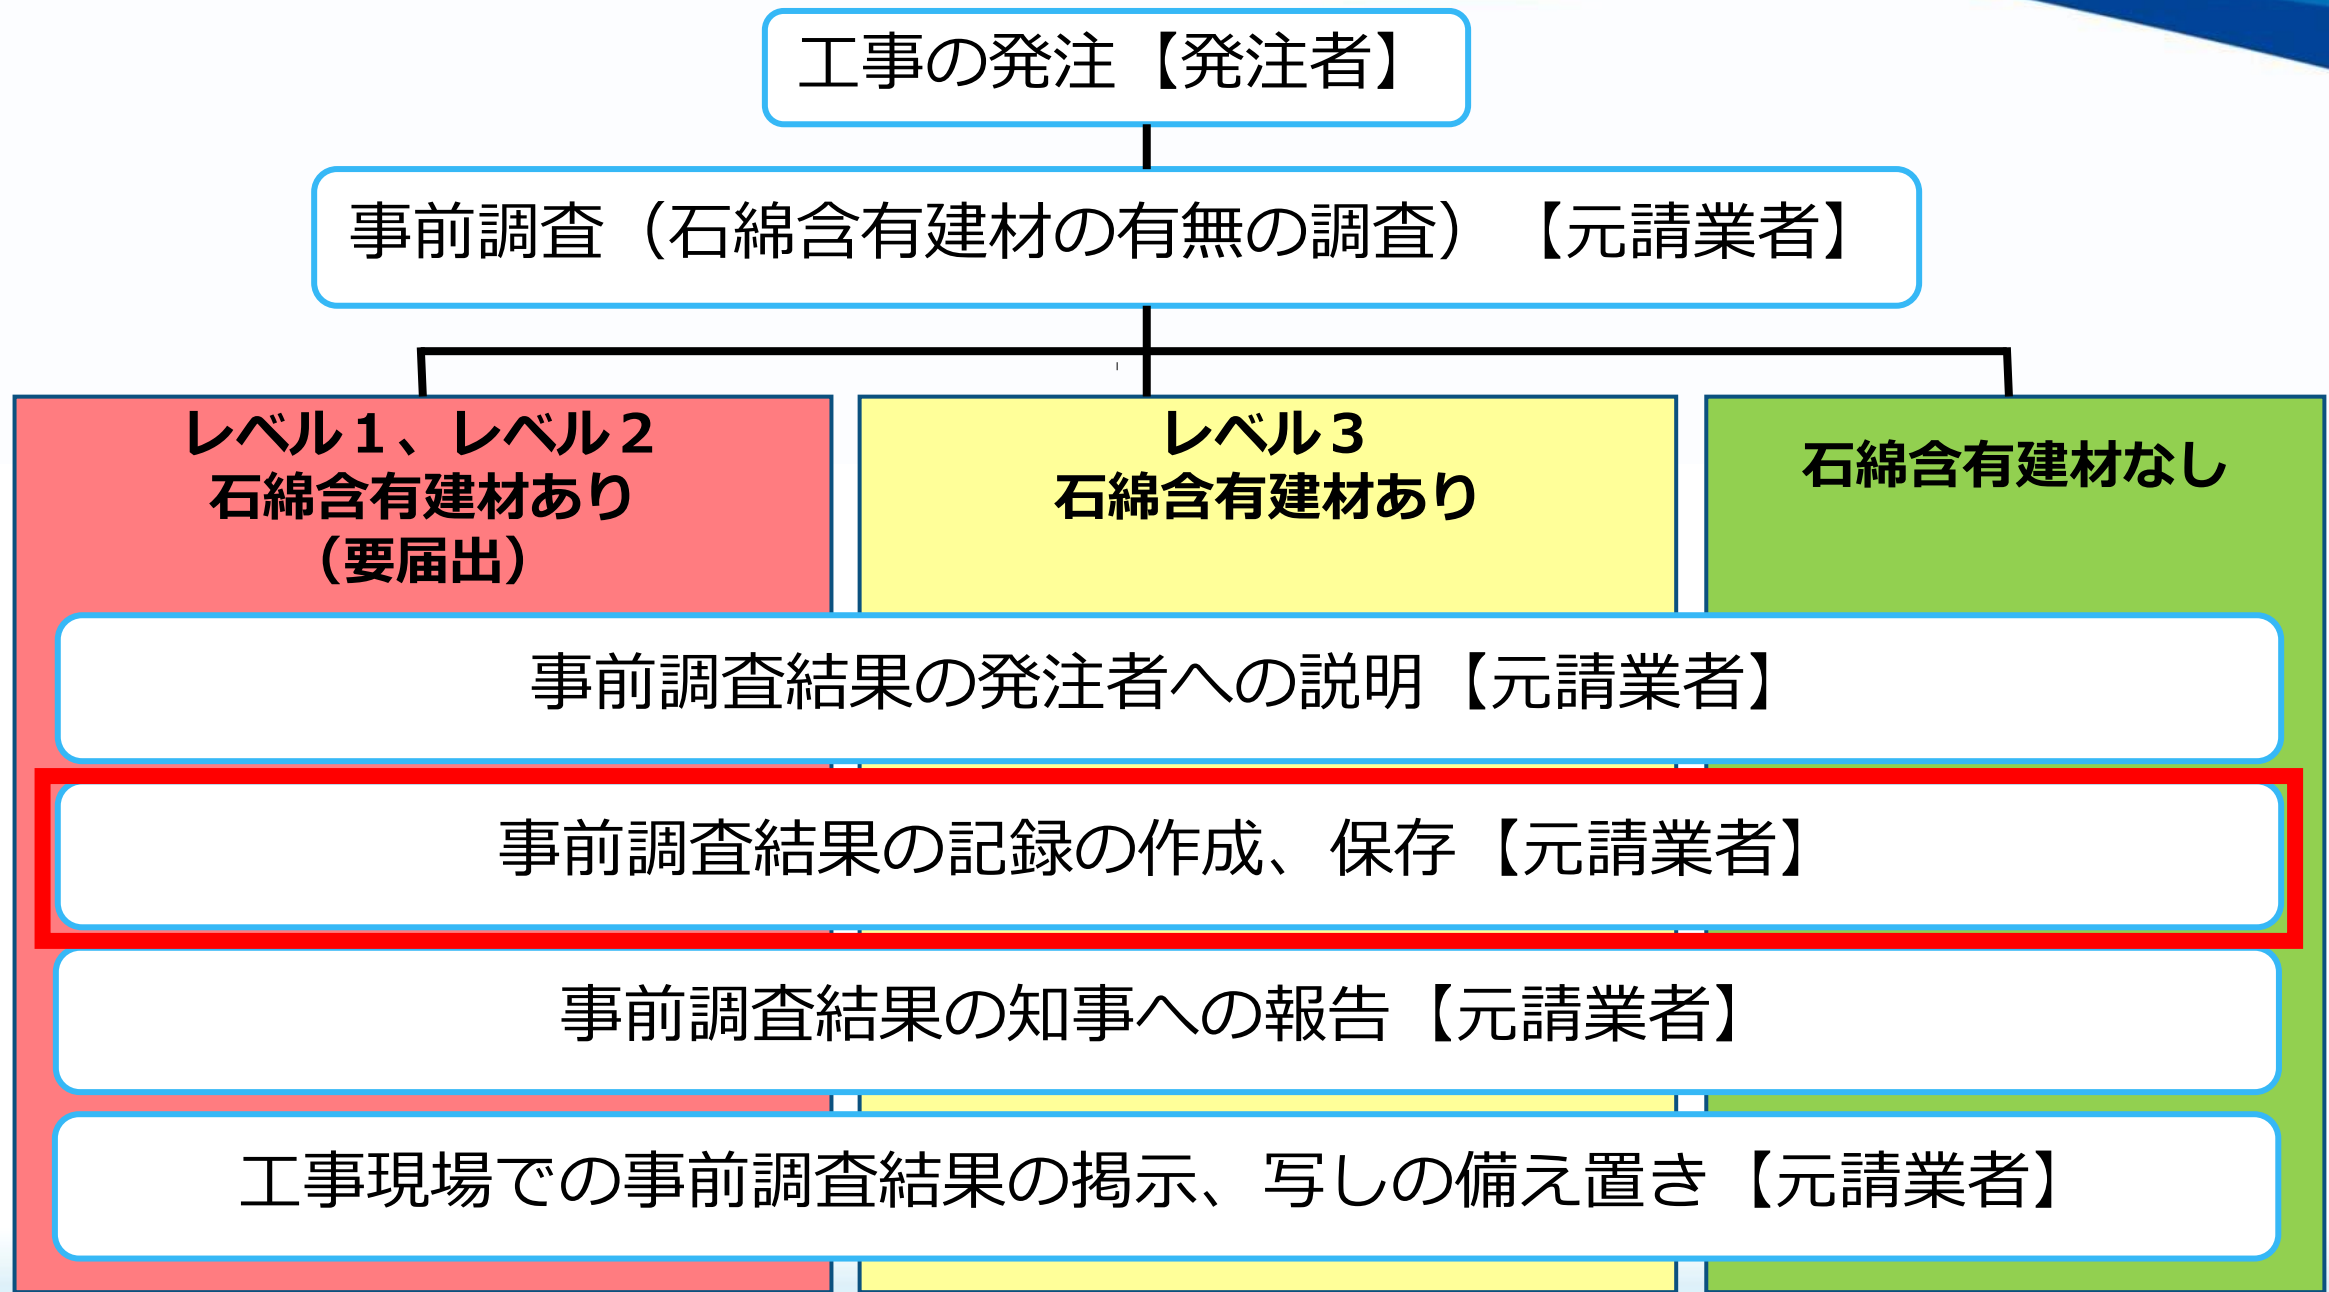 工事の発注【発注者】
事前調査（石綿含有建材の有無の調査）【元請業者】
レベル１、レベル２
石綿含有建材あり
（要届出）
レベル３
石綿含有建材あり
石綿含有建材なし
事前調査結果の発注者への説明【元請業者】
事前調査結果の記録の作成、保存【元請業者】
事前調査結果の知事への報告【元請業者】
工事現場での事前調査結果の掲示、写しの備え置き【元請業者】